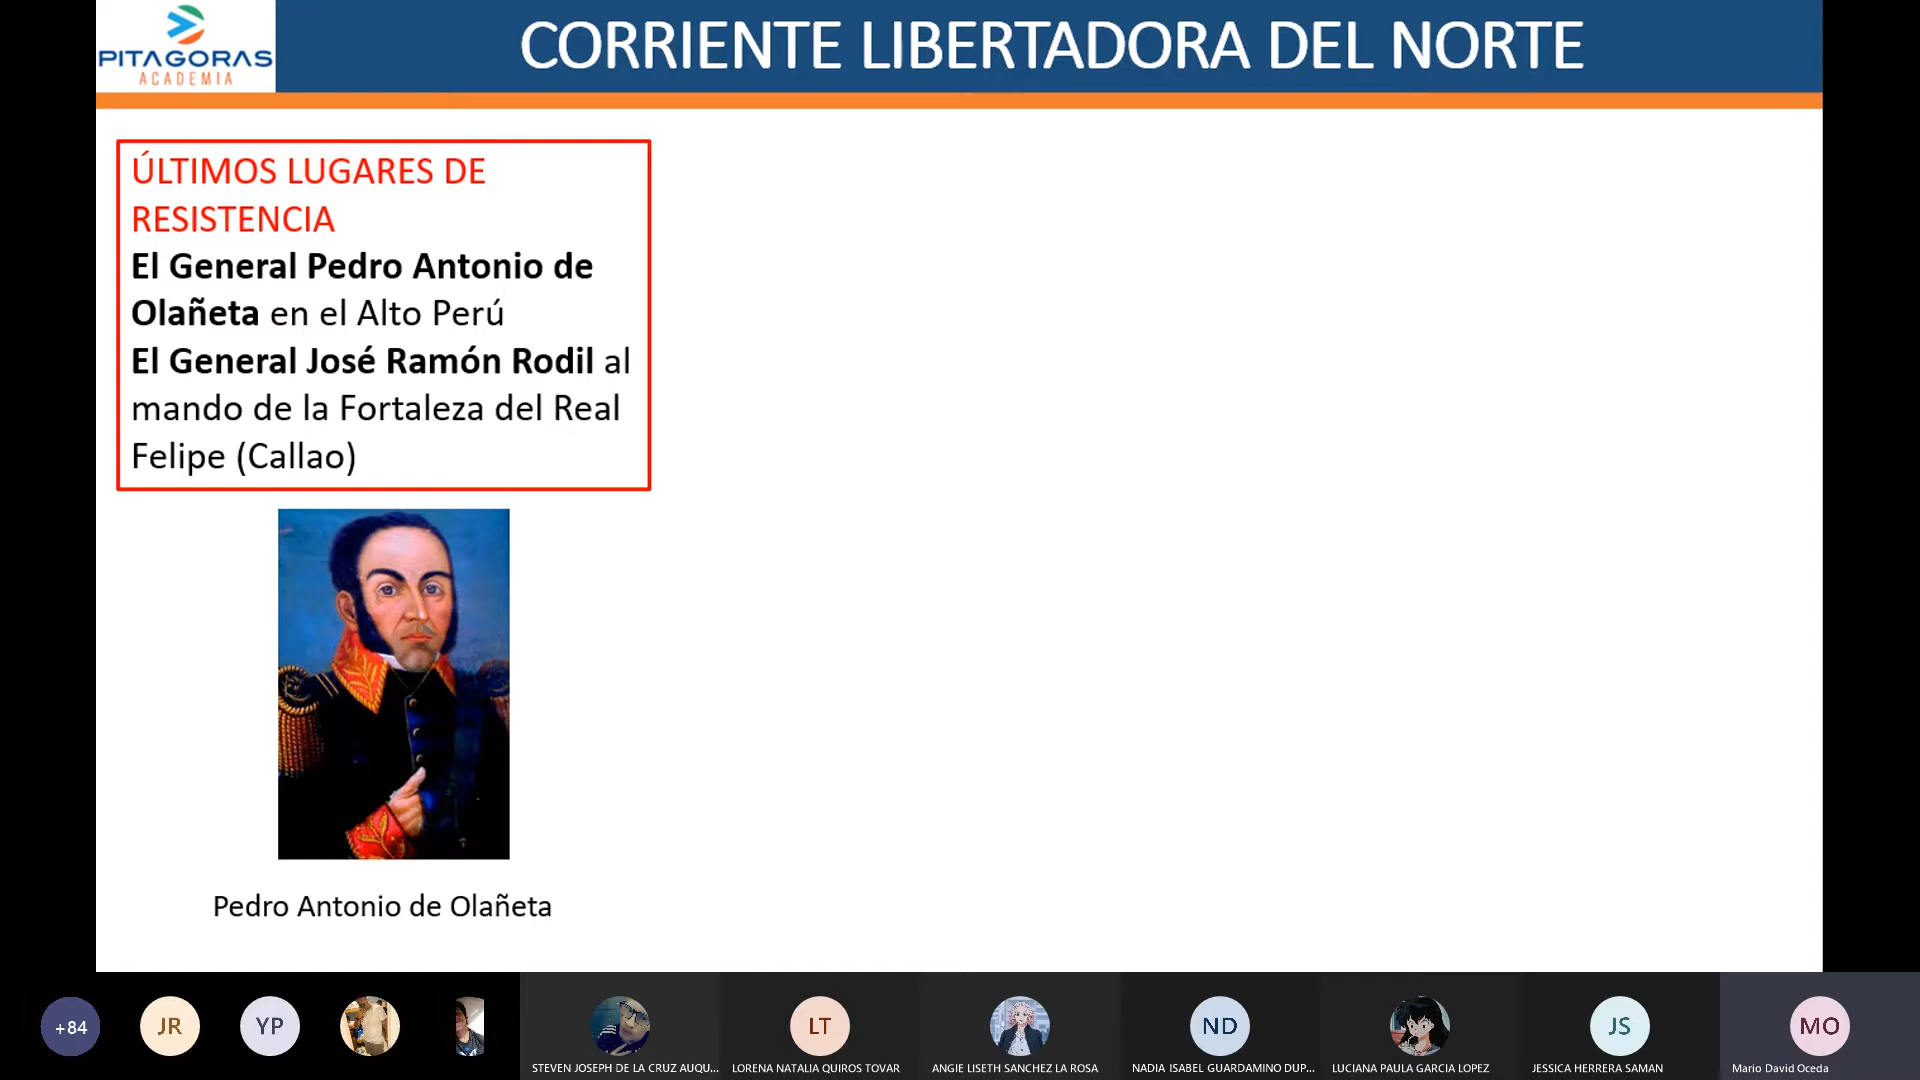 PITAGORAS
ACADEMIA
CORRIENTE LIBERTADORA DEL NORTE
ÚLTIMOS LUGARES DE
RESISTENCIA
El General Pedro Antonio de
Olañeta en el Alto Perú
El General José Ramón Rodil al
mando de la Fortaleza del Real
Felipe (Callao)
Pedro Antonio de Olañeta
+84
JR
YP
LT
ND
JS
MO
STEVEN JOSEPH DE LA CRUZ AUQU...
LORENA NATALIA QUIROS TOVAR
ANGIE LISETH SANCHEZ LA ROSA
NADIA ISABEL GUARDAMINO DUP...
LUCIANA PAULA GARCIA LOPEZ
JESSICA HERRERA SAMAN
Mario David Oceda